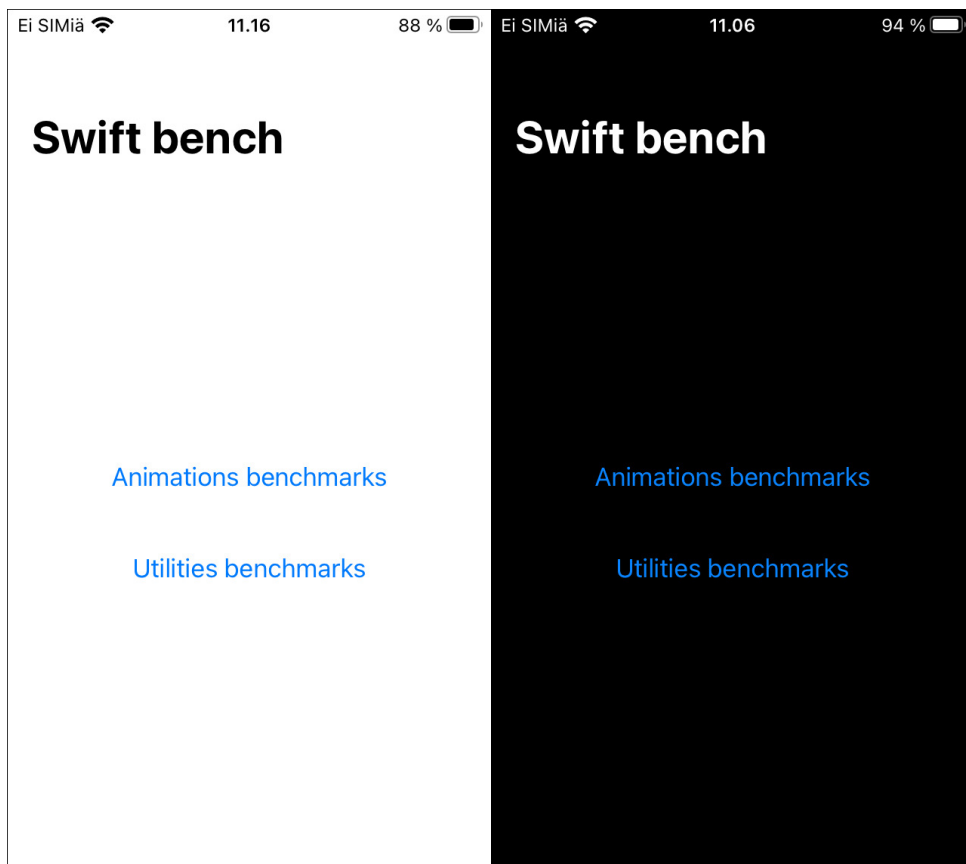 Ei SIMiä 11.16 88 %
Swift bench
Animations benchmarks
Utilities benchmarks
Ei SIMiä 11.06 94 %
Swift bench
Animations benchmarks
Utilities benchmarks